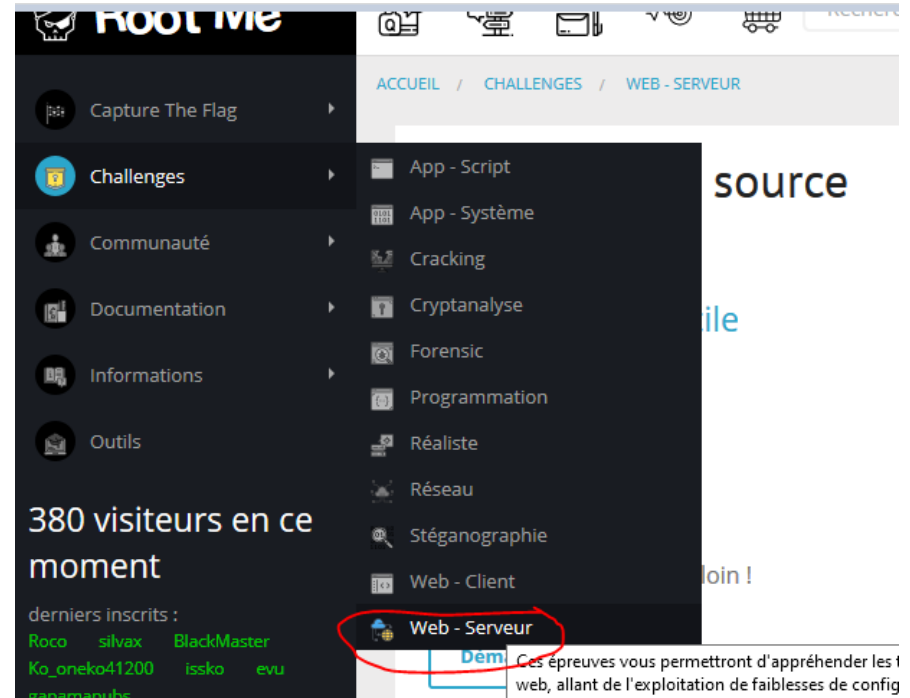 Root Me
Recherc
ACCUEIL / CHALLENGES / WEB - SERVEUR
Capture The Flag
Challenges
Communauté
Documentation
Informations
Outils
380 visiteurs en ce
moment
derniers inscrits :
Roco silvax BlackMaster
Ko_oneko41200 issko evu
gapamapubs
App - Script
App - Système
Cracking
Cryptanalyse
Forensic
Programmation
Réaliste
Réseau
Stéganographie
Web - Client
Web - Serveur
source
ile
loin !
Dém
Ces épreuves vous permettront d'appréhender les t
web, allant de l'exploitation de faiblesses de config